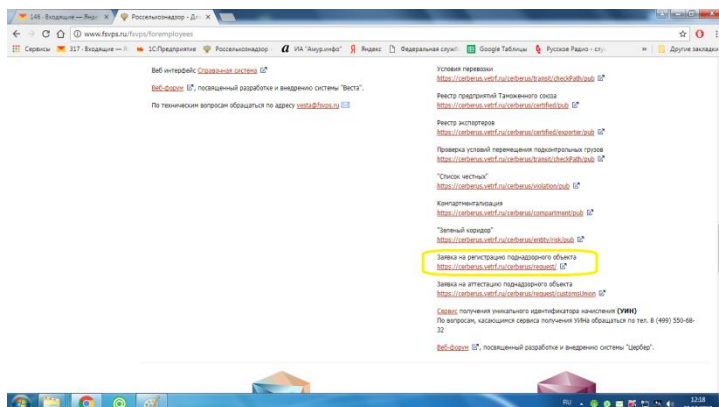 146 · Входящие — Янде
Россельхознадзор - Дл
www.fsvps.ru/fsvps/foremployees
Сервисы
317 · Входящие — Я
1С:Предприятие
Россельхознадзор
ИА "Амур.инфо"
Яндекс
Федеральная служб
Google Таблицы
Русское Радио - слу
»
Другие закладки
Веб интерфейс Справочная система
Веб-форум , посвященный разработке и внедрению системы "Веста".
По техническим вопросам обращаться по адресу vesta@fsvps.ru
Условия перевозки
https://cerberus.vetrf.ru/cerberus/transit/checkPath/pub
Реестр предприятий Таможенного союза
https://cerberus.vetrf.ru/cerberus/certified/pub
Реестр экспортеров
https://cerberus.vetrf.ru/cerberus/certified/exporter/pub
Проверка условий перемещения подконтрольных грузов
https://cerberus.vetrf.ru/cerberus/transit/checkPath/pub
"Список честных"
https://cerberus.vetrf.ru/cerberus/violation/pub
Компартментализация
https://cerberus.vetrf.ru/cerberus/compartment/pub
"Зеленый коридор"
https://cerberus.vetrf.ru/cerberus/entity/risk/pub
Заявка на регистрацию поднадзорного объекта
https://cerberus.vetrf.ru/cerberus/request/
Заявка на аттестацию поднадзорного объекта
https://cerberus.vetrf.ru/cerberus/request/customsUnion
Сервис получения уникального идентификатора начисления (УИН)
По вопросам, касающимся сервиса получения УИНа обращаться по тел. 8 (499) 550-68-
32
Веб-форум , посвященный разработке и внедрению системы "Цербер".
RU
12:18